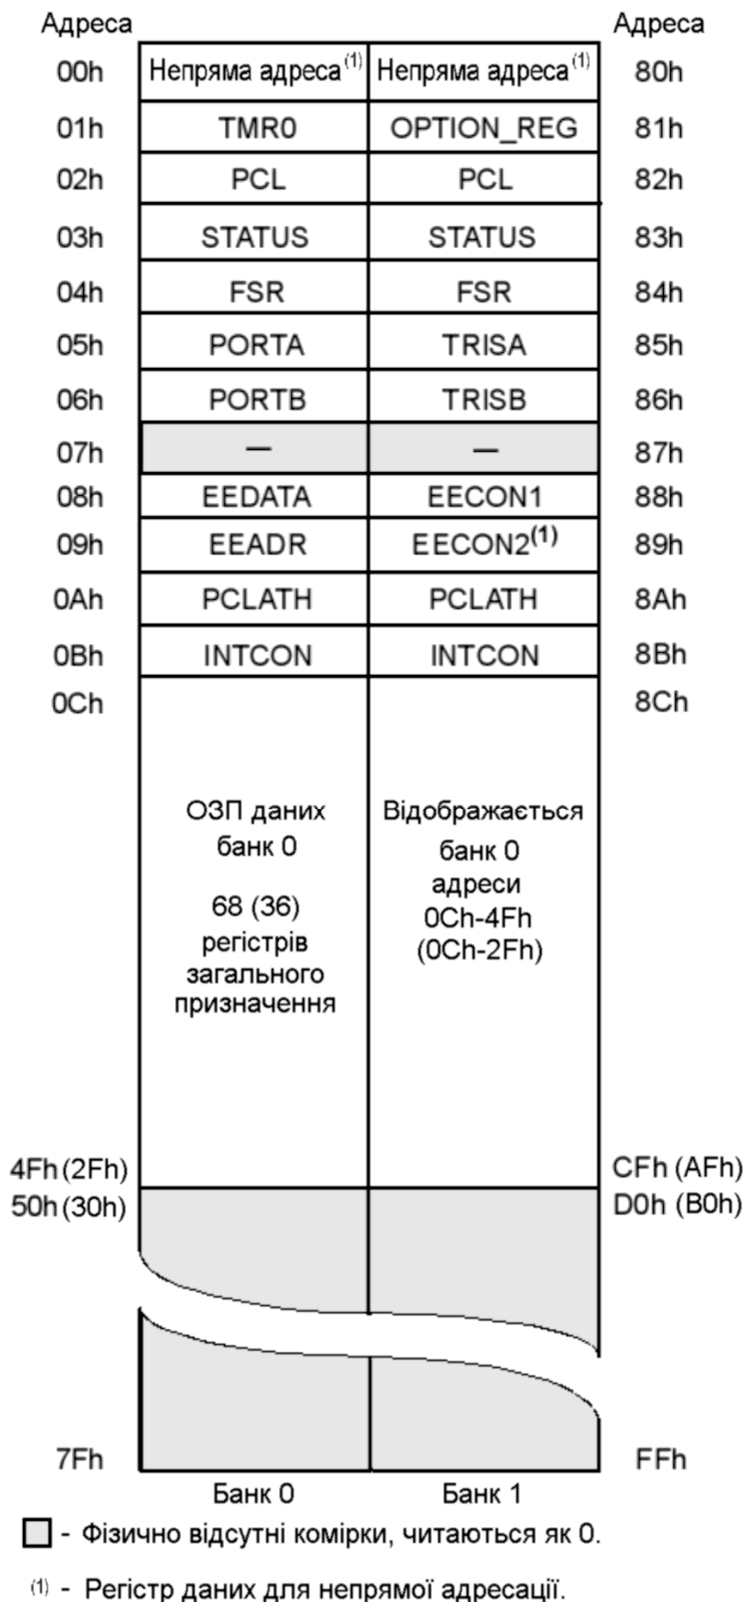 Адреса Адреса
00h Непряма адреса(1) Непряма адреса(1) 80h
01h TMR0 OPTION_REG 81h
02h PCL PCL 82h
03h STATUS STATUS 83h
04h FSR FSR 84h
05h PORTA TRISA 85h
06h PORTB TRISB 86h
07h — — 87h
08h EEDATA EECON1 88h
09h EEADR EECON2(1) 89h
0Ah PCLATH PCLATH 8Ah
0Bh INTCON INTCON 8Bh
0Ch 8Ch
ОЗП даних
банк 0
68 (36)
регістрів
загального
призначення
Відображається
банк 0
адреси
0Ch-4Fh
(0Ch-2Fh)
4Fh (2Fh) CFh (AFh)
50h (30h) D0h (B0h)
7Fh FFh
Банк 0 Банк 1
- Фізично відсутні комірки, читаються як 0.
(1) - Регістр даних для непрямої адресації.